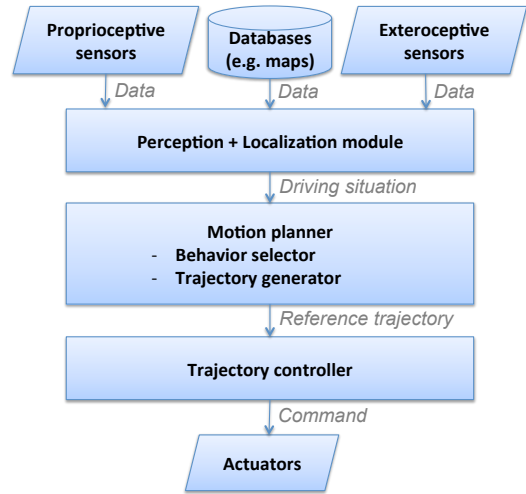 Proprioceptive
sensors
Databases
(e.g. maps)
Exteroceptive
sensors
Data
Data
Data
Perception + Localization module
Driving situation
Motion planner
- Behavior selector
- Trajectory generator
Reference trajectory
Trajectory controller
Command
Actuators